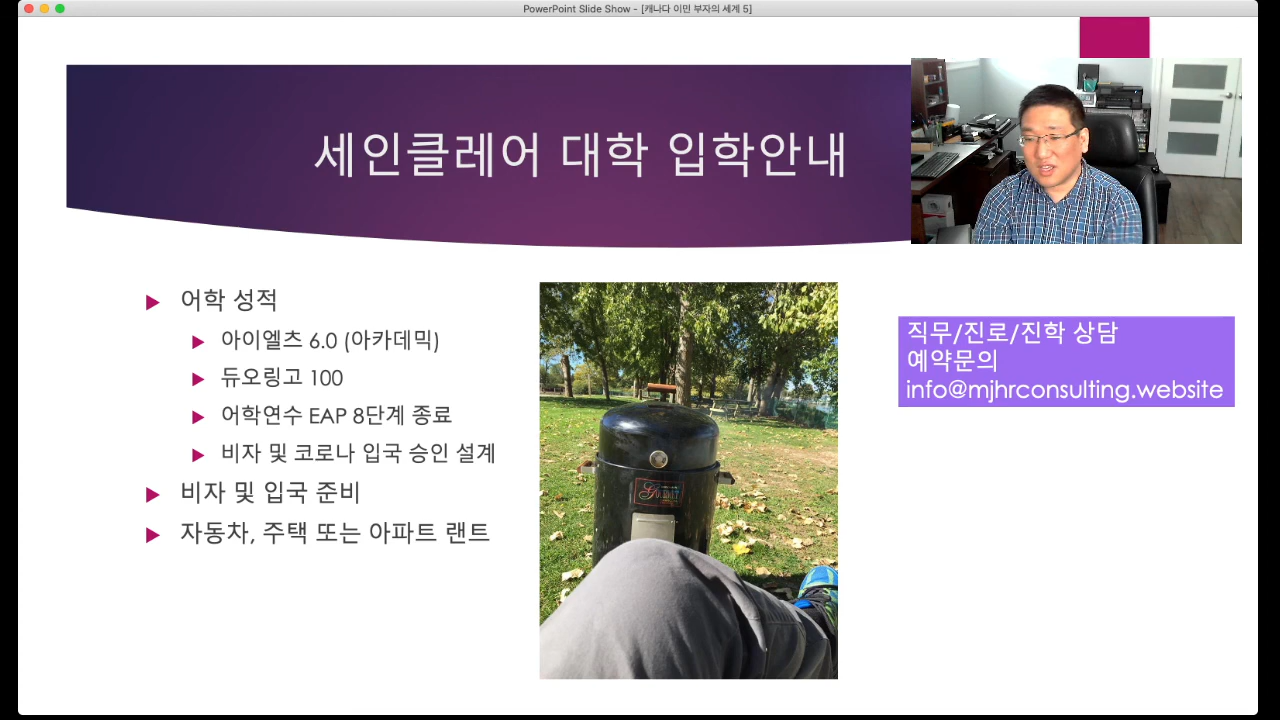 PowerPoint Slide Show - [캐나다 이민 부자의 세계 5]
세인클레어 대학 입학안내
어학 성적
아이엘츠 6.0 (아카데믹)
듀오링고 100
어학연수 EAP 8단계 종료
비자 및 코로나 입국 승인 설계
비자 및 입국 준비
자동차, 주택 또는 아파트 랜트
직무/진로/진학 상담
예약문의
info@mjhrconsulting.website
Gourmet